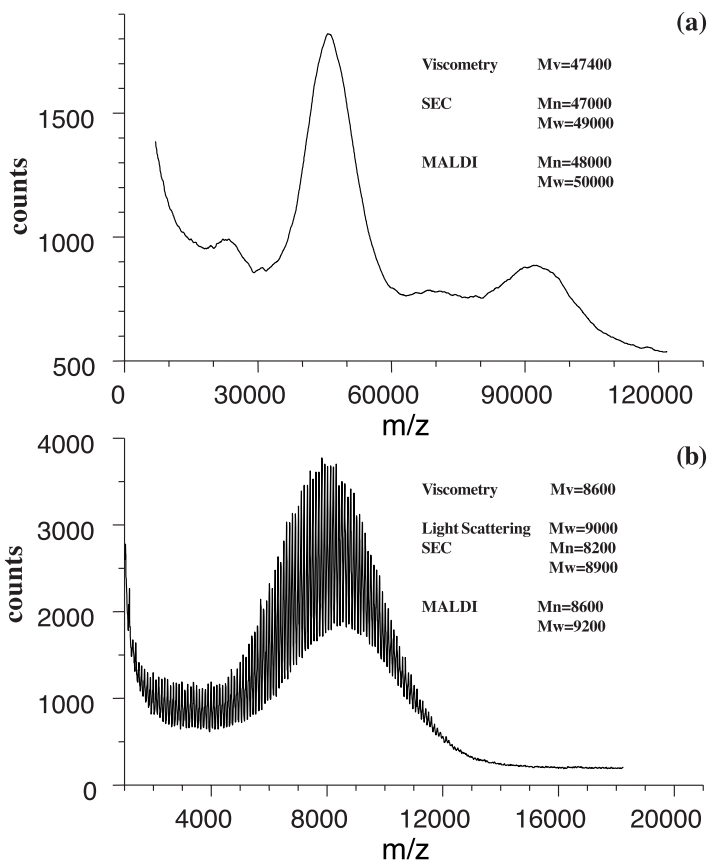 (a)
Viscometry Mv=47400
SEC Mn=47000
Mw=49000
MALDI Mn=48000
Mw=50000
counts
1500
1000
500
0 30000 60000 90000 120000
m/z
(b)
4000
Viscometry Mv=8600
Light Scattering Mw=9000
SEC Mn=8200
Mw=8900
MALDI Mn=8600
Mw=9200
counts
3000
2000
1000
0
4000 8000 12000 16000 20000
m/z